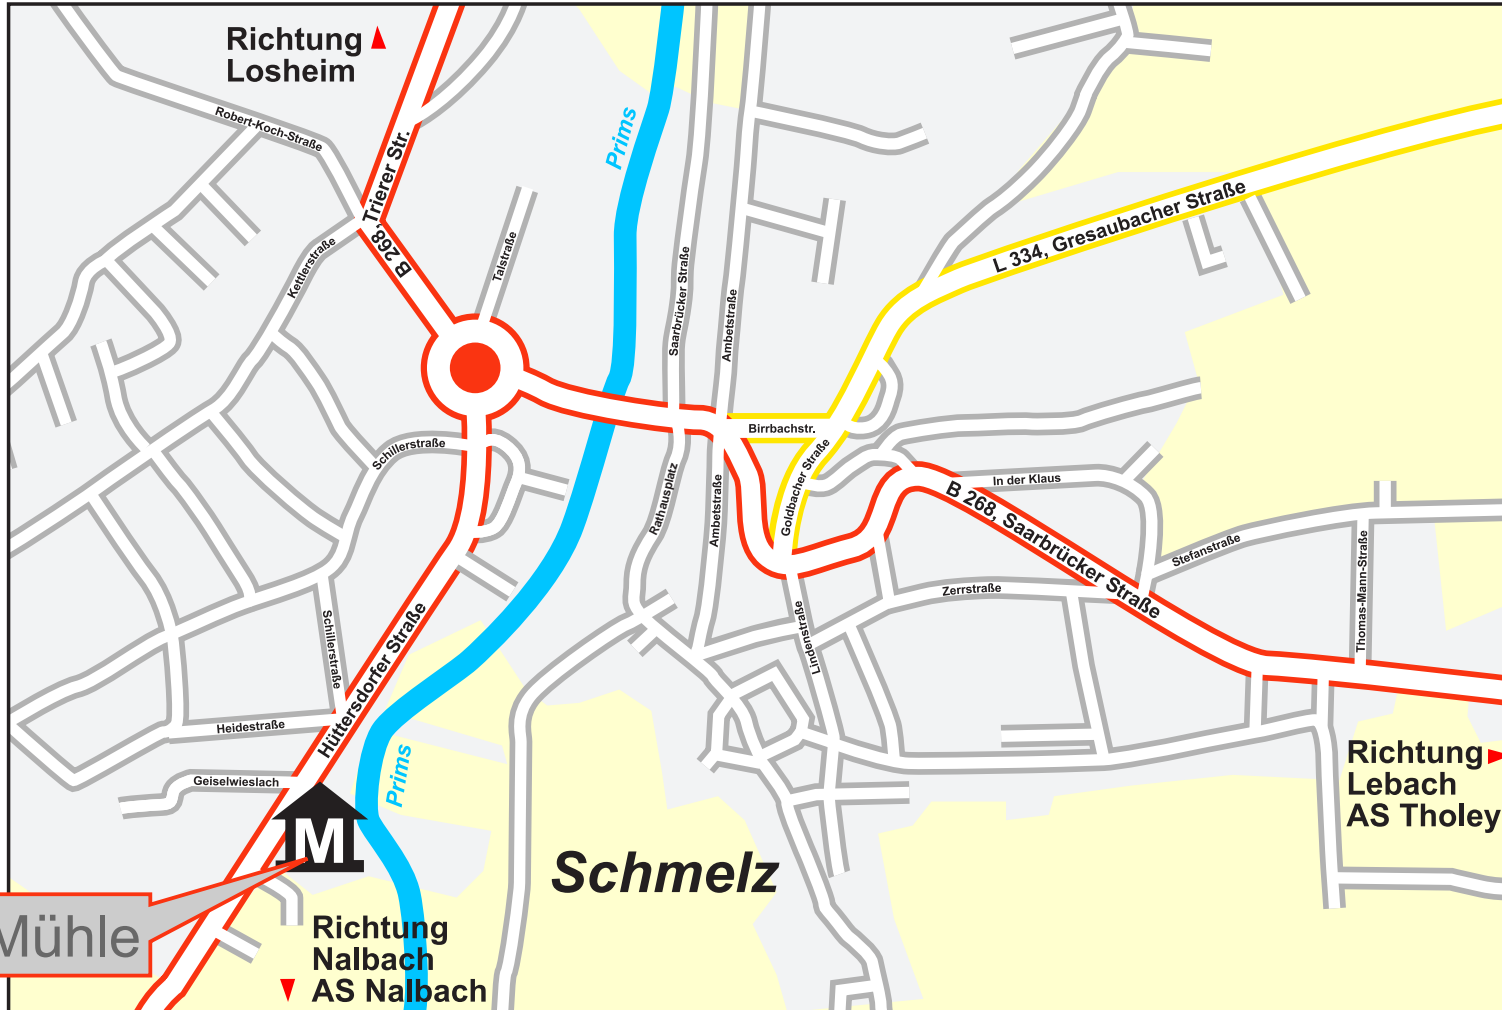 Richtung
Losheim
Robert-Koch-Straße
Trierer Str.
B 268,
Prims
Kettlerstraße
Talstraße
Saarbrücker Straße
Ambetstraße
L 334, Gresaubacher Straße
Birrbachstr.
Schillerstraße
Goldbacher Straße
Rathausplatz
Ambetstraße
In der Klaus
B 268, Saarbrücker Straße
Stefanstraße
Thomas-Mann-Straße
Zerrstraße
Lindenstraße
Schillerstraße
Hüttersdorfer Straße
Heidestraße
Geiselwieslach
Prims
Richtung
Lebach
AS Tholey
M
Schmelz
Mühle
Richtung
Nalbach
AS Nalbach